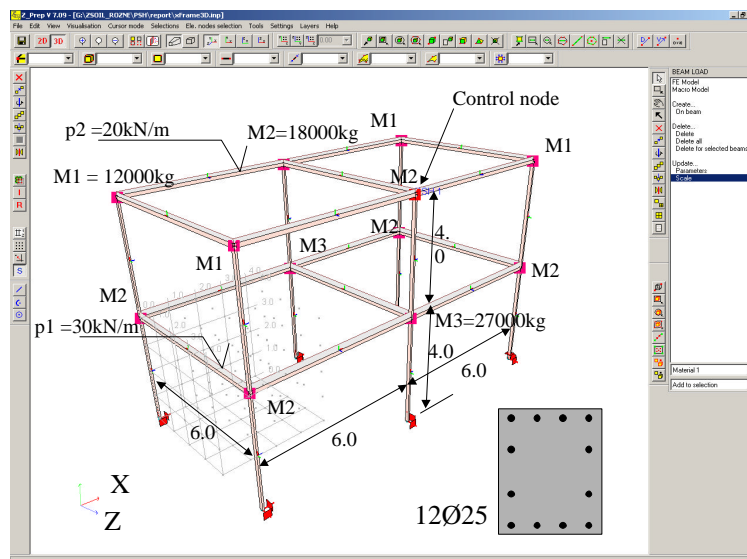 Z_Prep V 7.09 - [G:\ZSOIL_ROZNE\PSH\report\xframe3D.inp]
File Edit View Visualisation Cursor mode Selections Ele. nodes selection Tools Settings Layers Help
2D 3D 0.00
BEAM LOAD
FE Model
Macro Model
Create...
On beam
Delete...
Delete
Delete all
Delete for selected beams
Update...
Parameters
Scale
Material 1
Add to selection
Control node
p2 =20kN/m
M2=18000kg
M1
M1
M1 = 12000kg
M2
M2
4.0
M1
M3
M2
M2
p1 =30kN/m
M3=27000kg
4.0
6.0
M2
6.0
6.0
X
Z
12Ø25
I
R
S